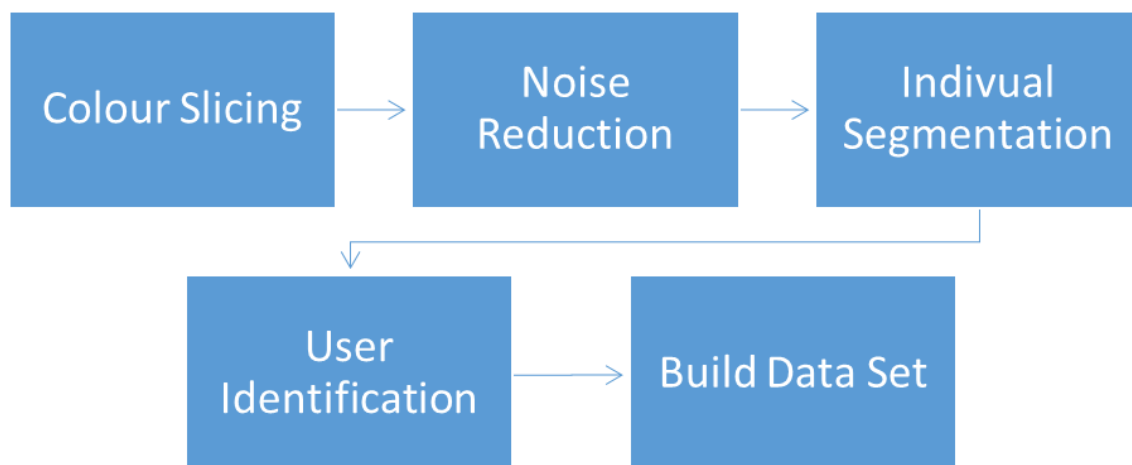 Colour Slicing
Noise
Reduction
Indivual
Segmentation
User
Identification
Build Data Set